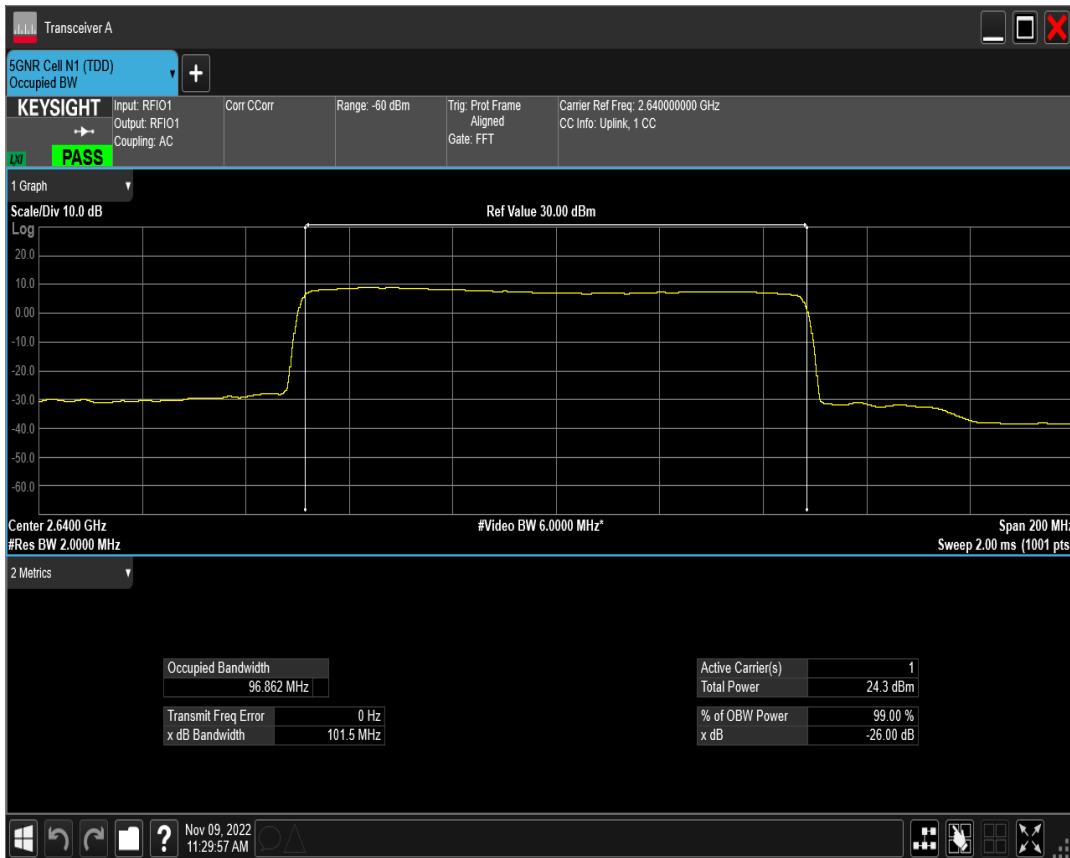 Transceiver A
5GNR Cell N1 (TDD)
Occupied BW
+
KEYSIGHT
LXI
PASS
Input: RFIO1
Output: RFIO1
Coupling: AC
Corr CCorr
Range: -60 dBm
Trig: Prot Frame
Aligned
Gate: FFT
Carrier Ref Freq: 2.640000000 GHz
CC Info: Uplink, 1 CC
1 Graph
Scale/Div 10.0 dB
Ref Value 30.00 dBm
Log
20.0
10.0
0.00
-10.0
-20.0
-30.0
-40.0
-50.0
-60.0
Center 2.6400 GHz
#Video BW 6.0000 MHz*
Span 200 MHz
#Res BW 2.0000 MHz
Sweep 2.00 ms (1001 pts
2 Metrics
Occupied Bandwidth
96.862 MHz
Transmit Freq Error 0 Hz
x dB Bandwidth 101.5 MHz
Active Carrier(s) 1
Total Power 24.3 dBm
% of OBW Power 99.00 %
x dB -26.00 dB
?
Nov 09, 2022
11:29:57 AM